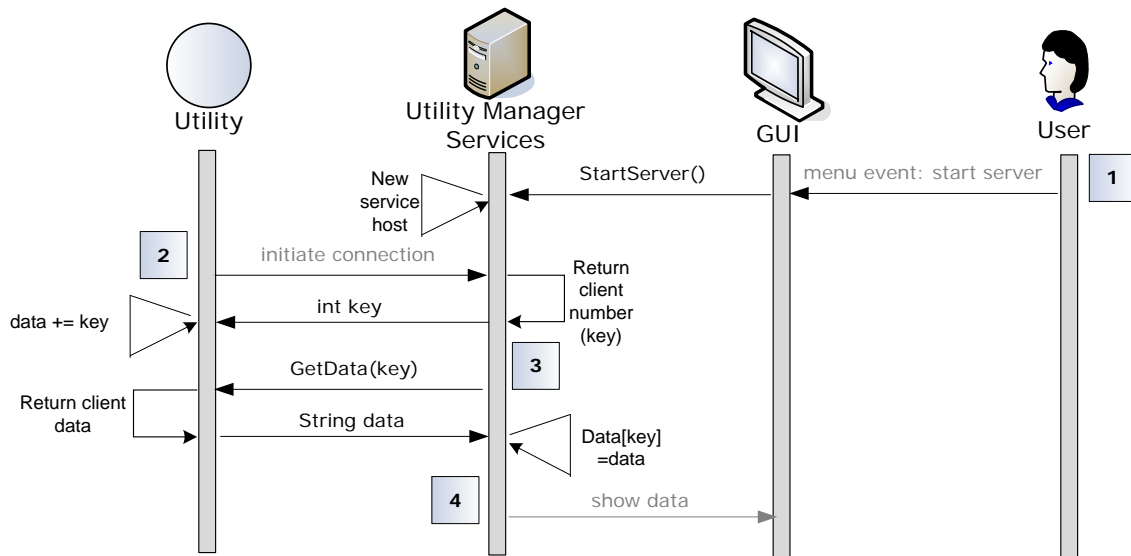 Utility
Utility Manager
Services
GUI
User
1
menu event: start server
StartServer()
New
service
host
2
initiate connection
Return
client
number
(key)
int key
data += key
3
GetData(key)
Return client
data
String data
Data[key]
=data
4
show data